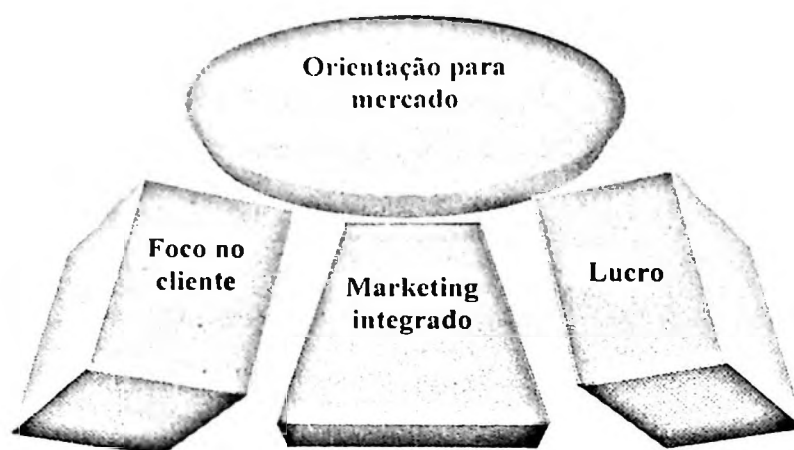 Orientação para
mercado
Foco no
cliente
Marketing
integrado
Lucro